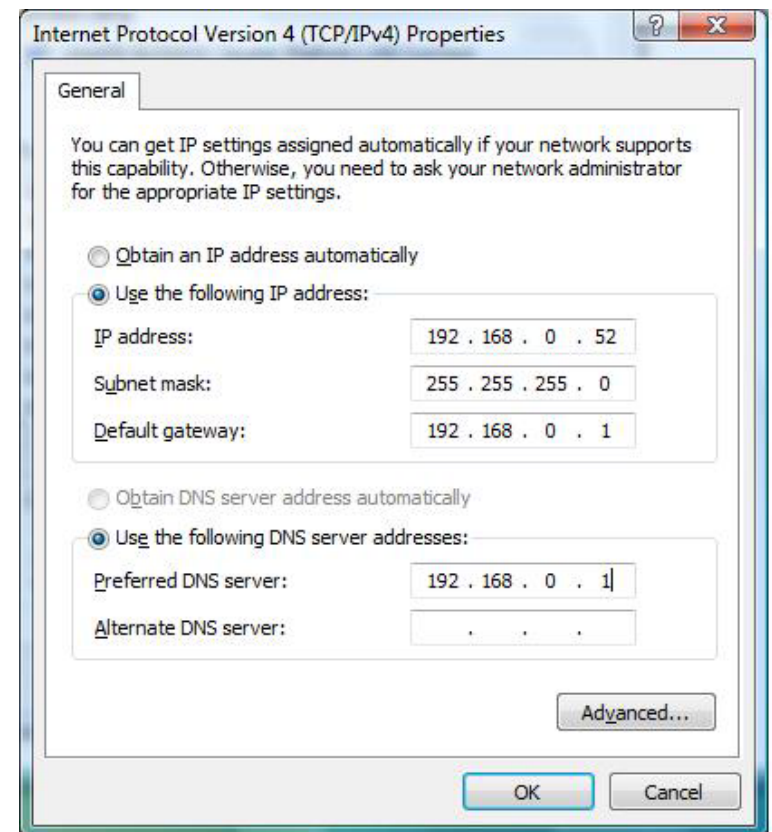 Internet Protocol Version 4 (TCP/IPv4) Properties
General
You can get IP settings assigned automatically if your network supports
this capability. Otherwise, you need to ask your network administrator
for the appropriate IP settings.
Obtain an IP address automatically
Use the following IP address:
IP address: 192 . 168 . 0 . 52
Subnet mask: 255 . 255 . 255 . 0
Default gateway: 192 . 168 . 0 . 1
Obtain DNS server address automatically
Use the following DNS server addresses:
Preferred DNS server: 192 . 168 . 0 . 1
Alternate DNS server: . . .
Advanced...
OK Cancel